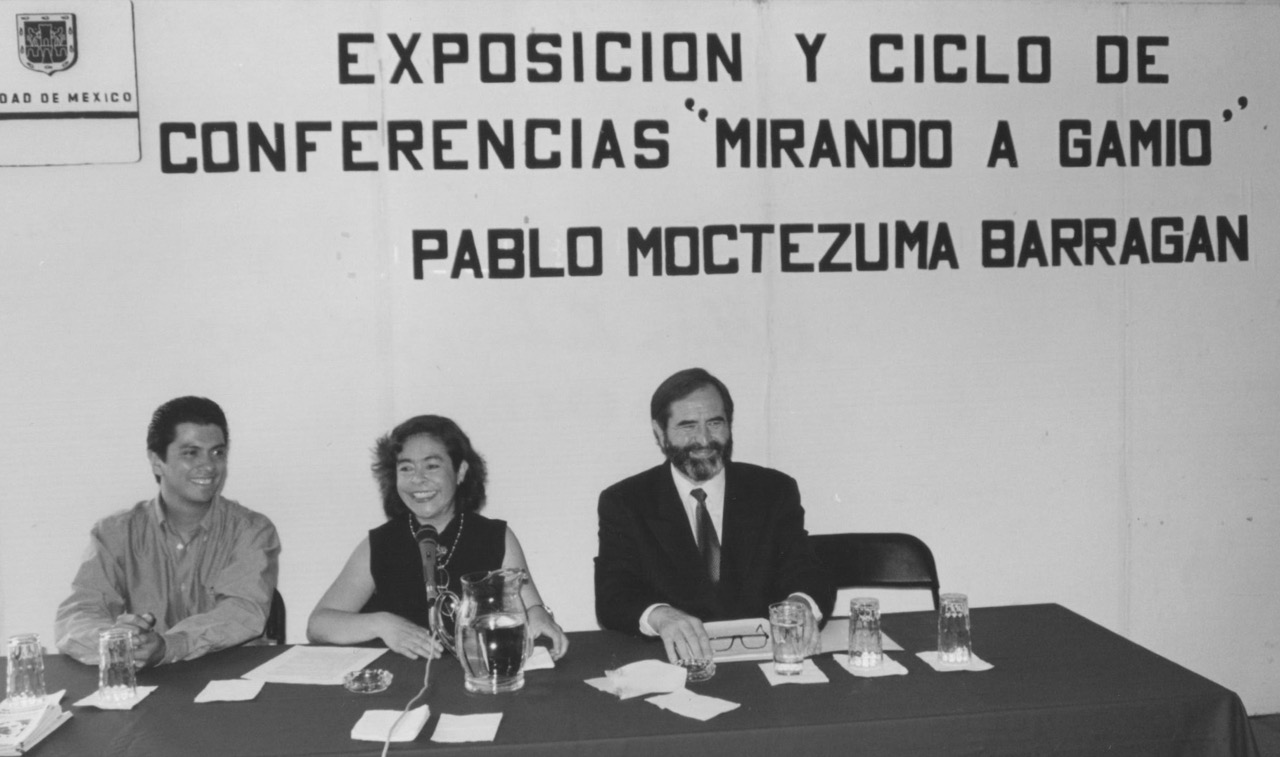 DAD DE MEXICO
EXPOSICION Y CICLO DE
CONFERENCIAS "MIRANDO A GAMIO"
PABLO MOCTEZUMA BARRAGAN